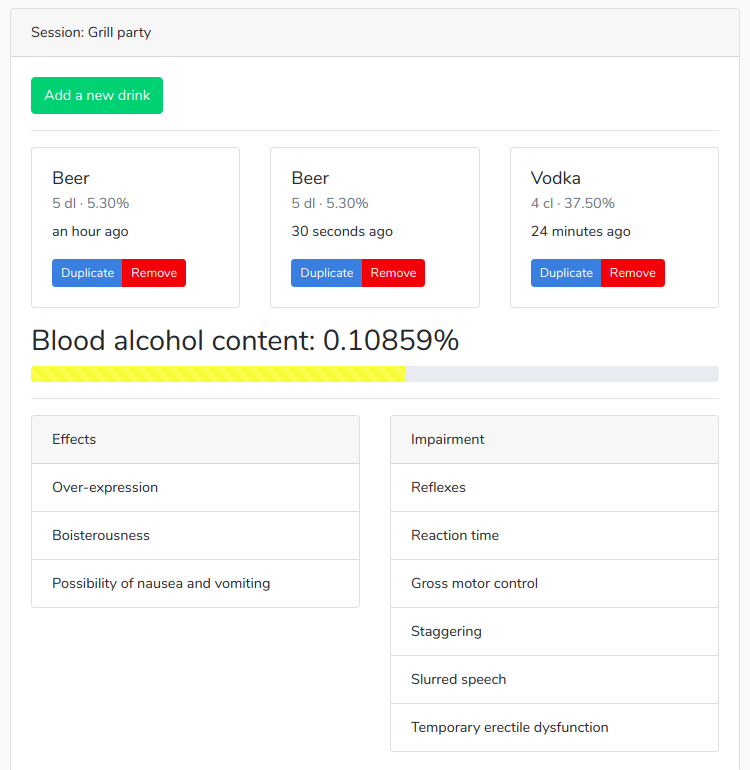 Session: Grill party
Add a new drink
Beer
5 dl · 5.30%
an hour ago
Duplicate Remove
Beer
5 dl · 5.30%
30 seconds ago
Duplicate Remove
Vodka
4 cl · 37.50%
24 minutes ago
Duplicate Remove
Blood alcohol content: 0.10859%
Effects
Over-expression
Boisterousness
Possibility of nausea and vomiting
Impairment
Reflexes
Reaction time
Gross motor control
Staggering
Slurred speech
Temporary erectile dysfunction